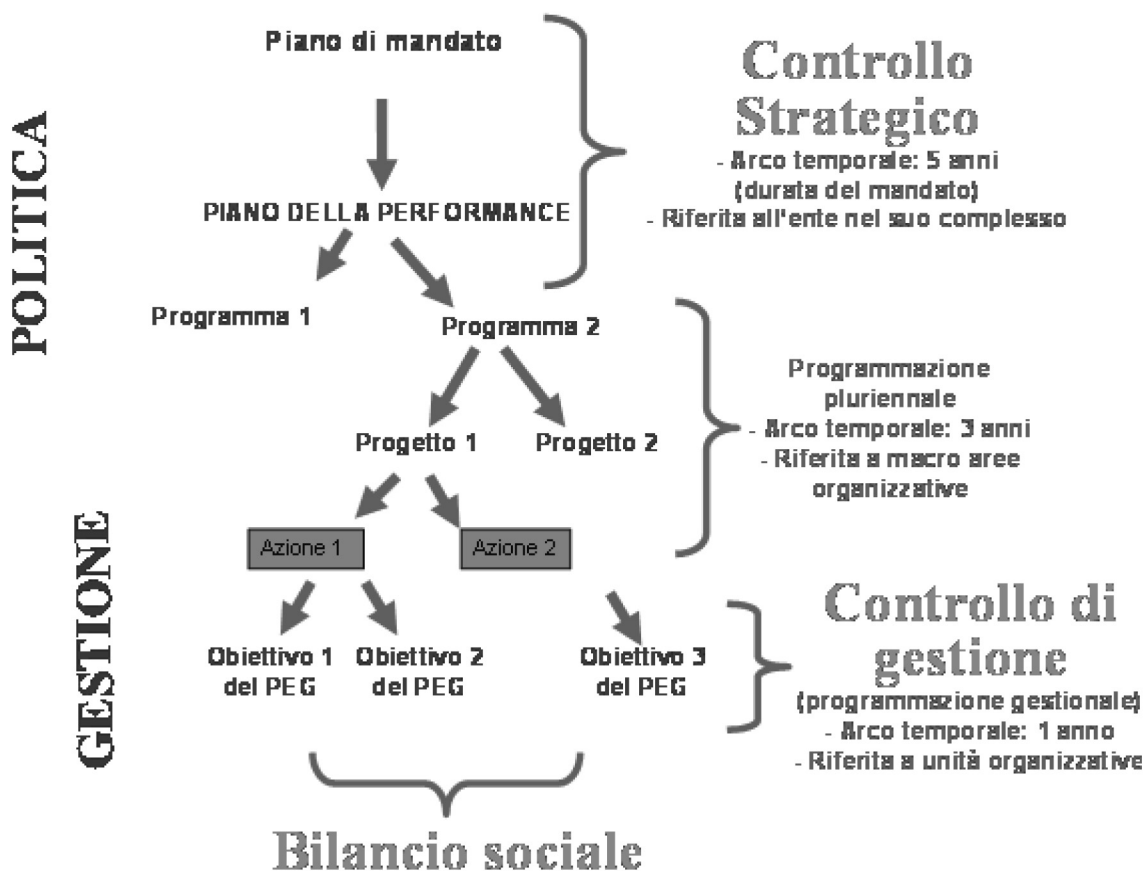 Piano di mandato
Controllo
Strategico
- Arco temporale: 5 anni
(durata del mandato)
- Riferita all'ente nel suo complesso
POLITICA
PIANO DELLA PERFORMANCE
Programma 1
Programma 2
Programmazione
pluriennale
- Arco temporale: 3 anni
- Riferita a macro aree
organizzative
Progetto 1
Progetto 2
GESTIONE
Azione 1
Azione 2
Obiettivo 1
del PEG
Obiettivo 2
del PEG
Obiettivo 3
del PEG
Controllo di
gestione
(programmazione gestionale)
- Arco temporale: 1 anno
- Riferita a unità organizzative
Bilancio sociale